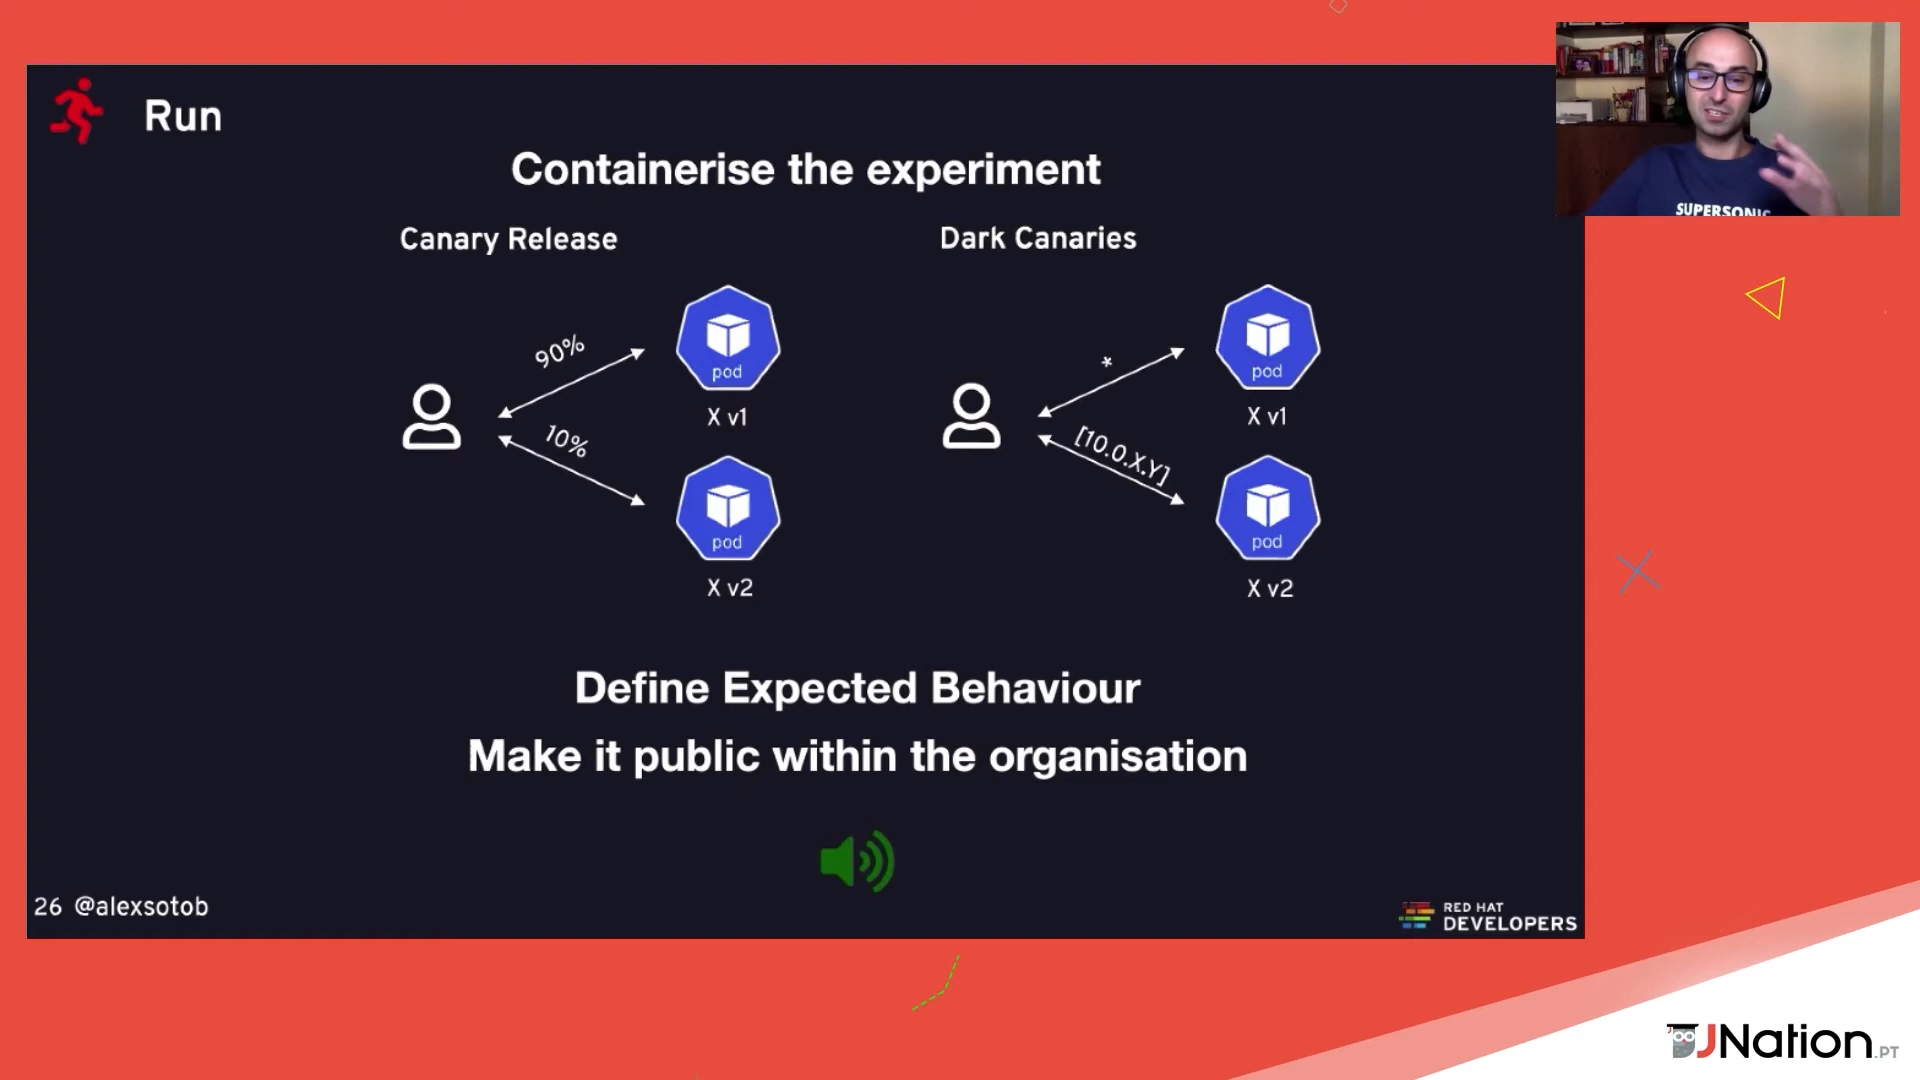 Run
Containerise the experiment
Canary Release
90%
10%
pod
X v1
pod
X v2
Dark Canaries
*
[10.0.X.Y]
pod
X v1
pod
X v2
Define Expected Behaviour
Make it public within the organisation
26 @alexsotob
RED HAT
DEVELOPERS
SUPERSONIC
JNation.PT